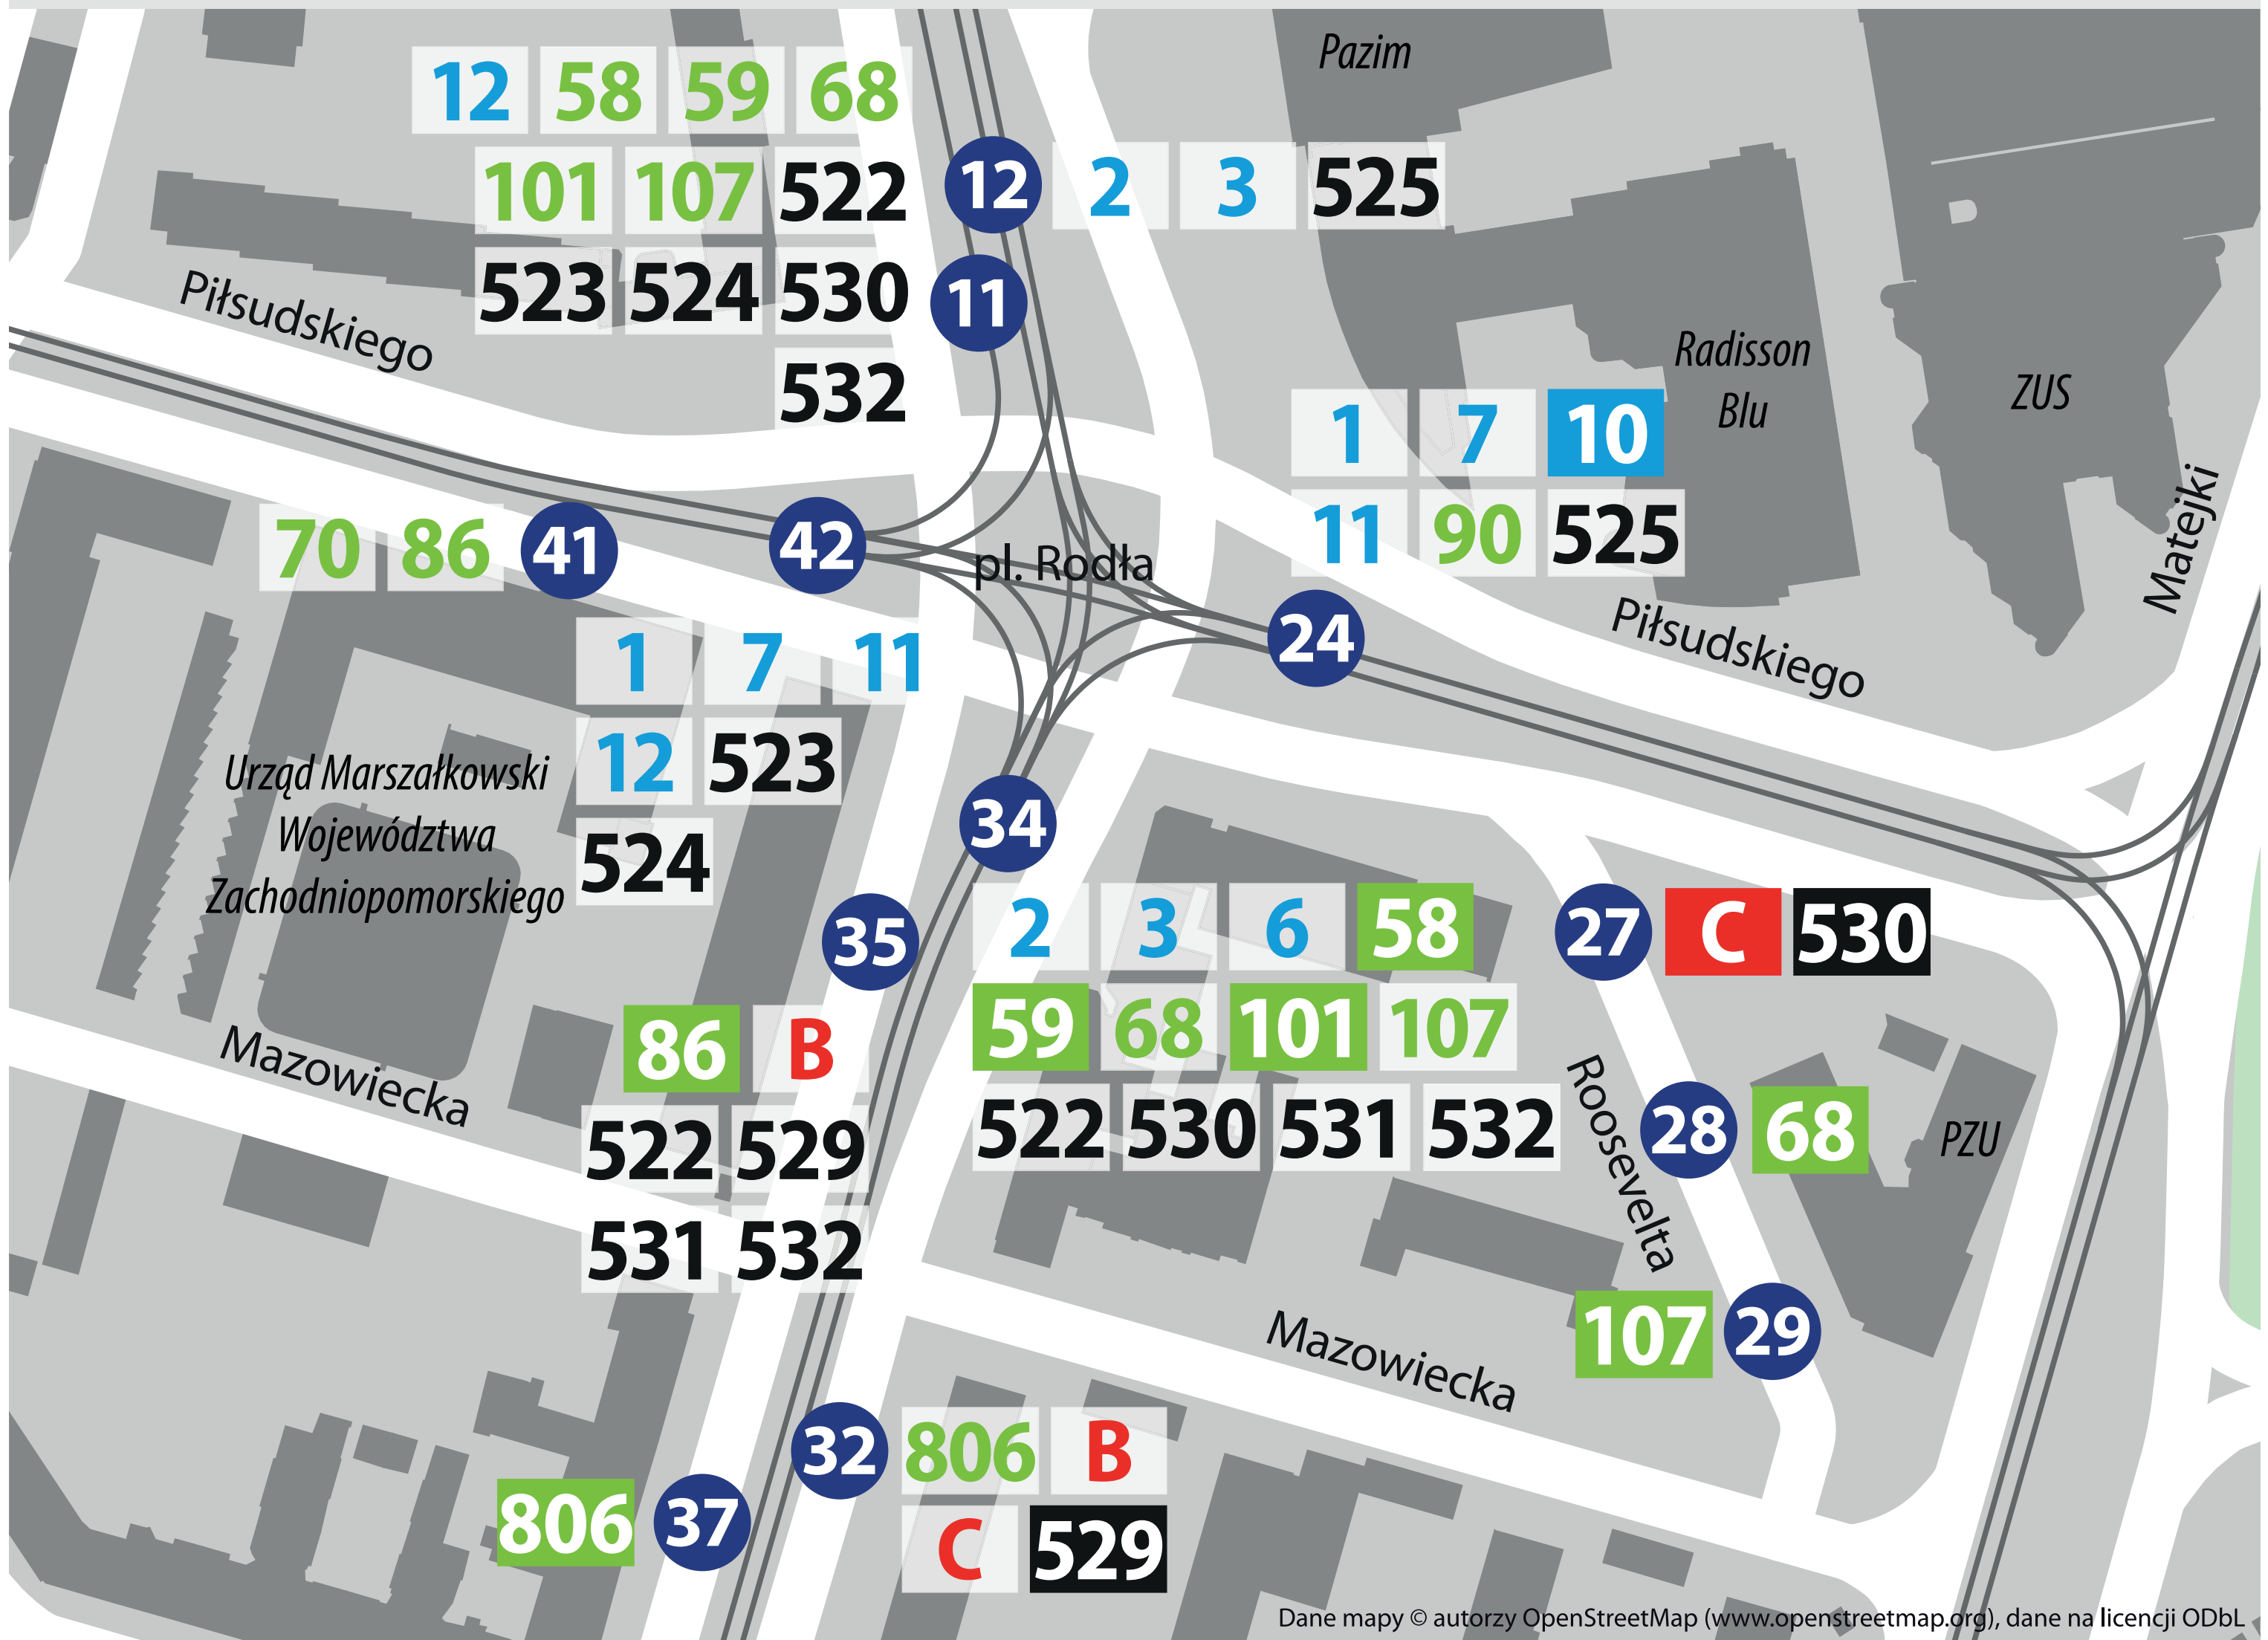 Pazim
12 58 59 68
101 107 522
12 2 3 525
523 524 530
11
532
Piłsudskiego
Radisson
Blu
ZUS
1 7 10
11 90 525
Matejki
70 86 41
42
pl. Rodła
24
Piłsudskiego
1 7 11
12 523
524
Urząd Marszałkowski
Województwa
Zachodniopomorskiego
34
35
2 3 6 58
59 68 101 107
522 530 531 532
27 C 530
86 B
522 529
531 532
Mazowiecka
Roosevelta
28 68
PZU
107 29
Mazowiecka
32 806 B
C 529
806 37
Dane mapy © autorzy OpenStreetMap (www.openstreetmap.org), dane na licencji ODbL